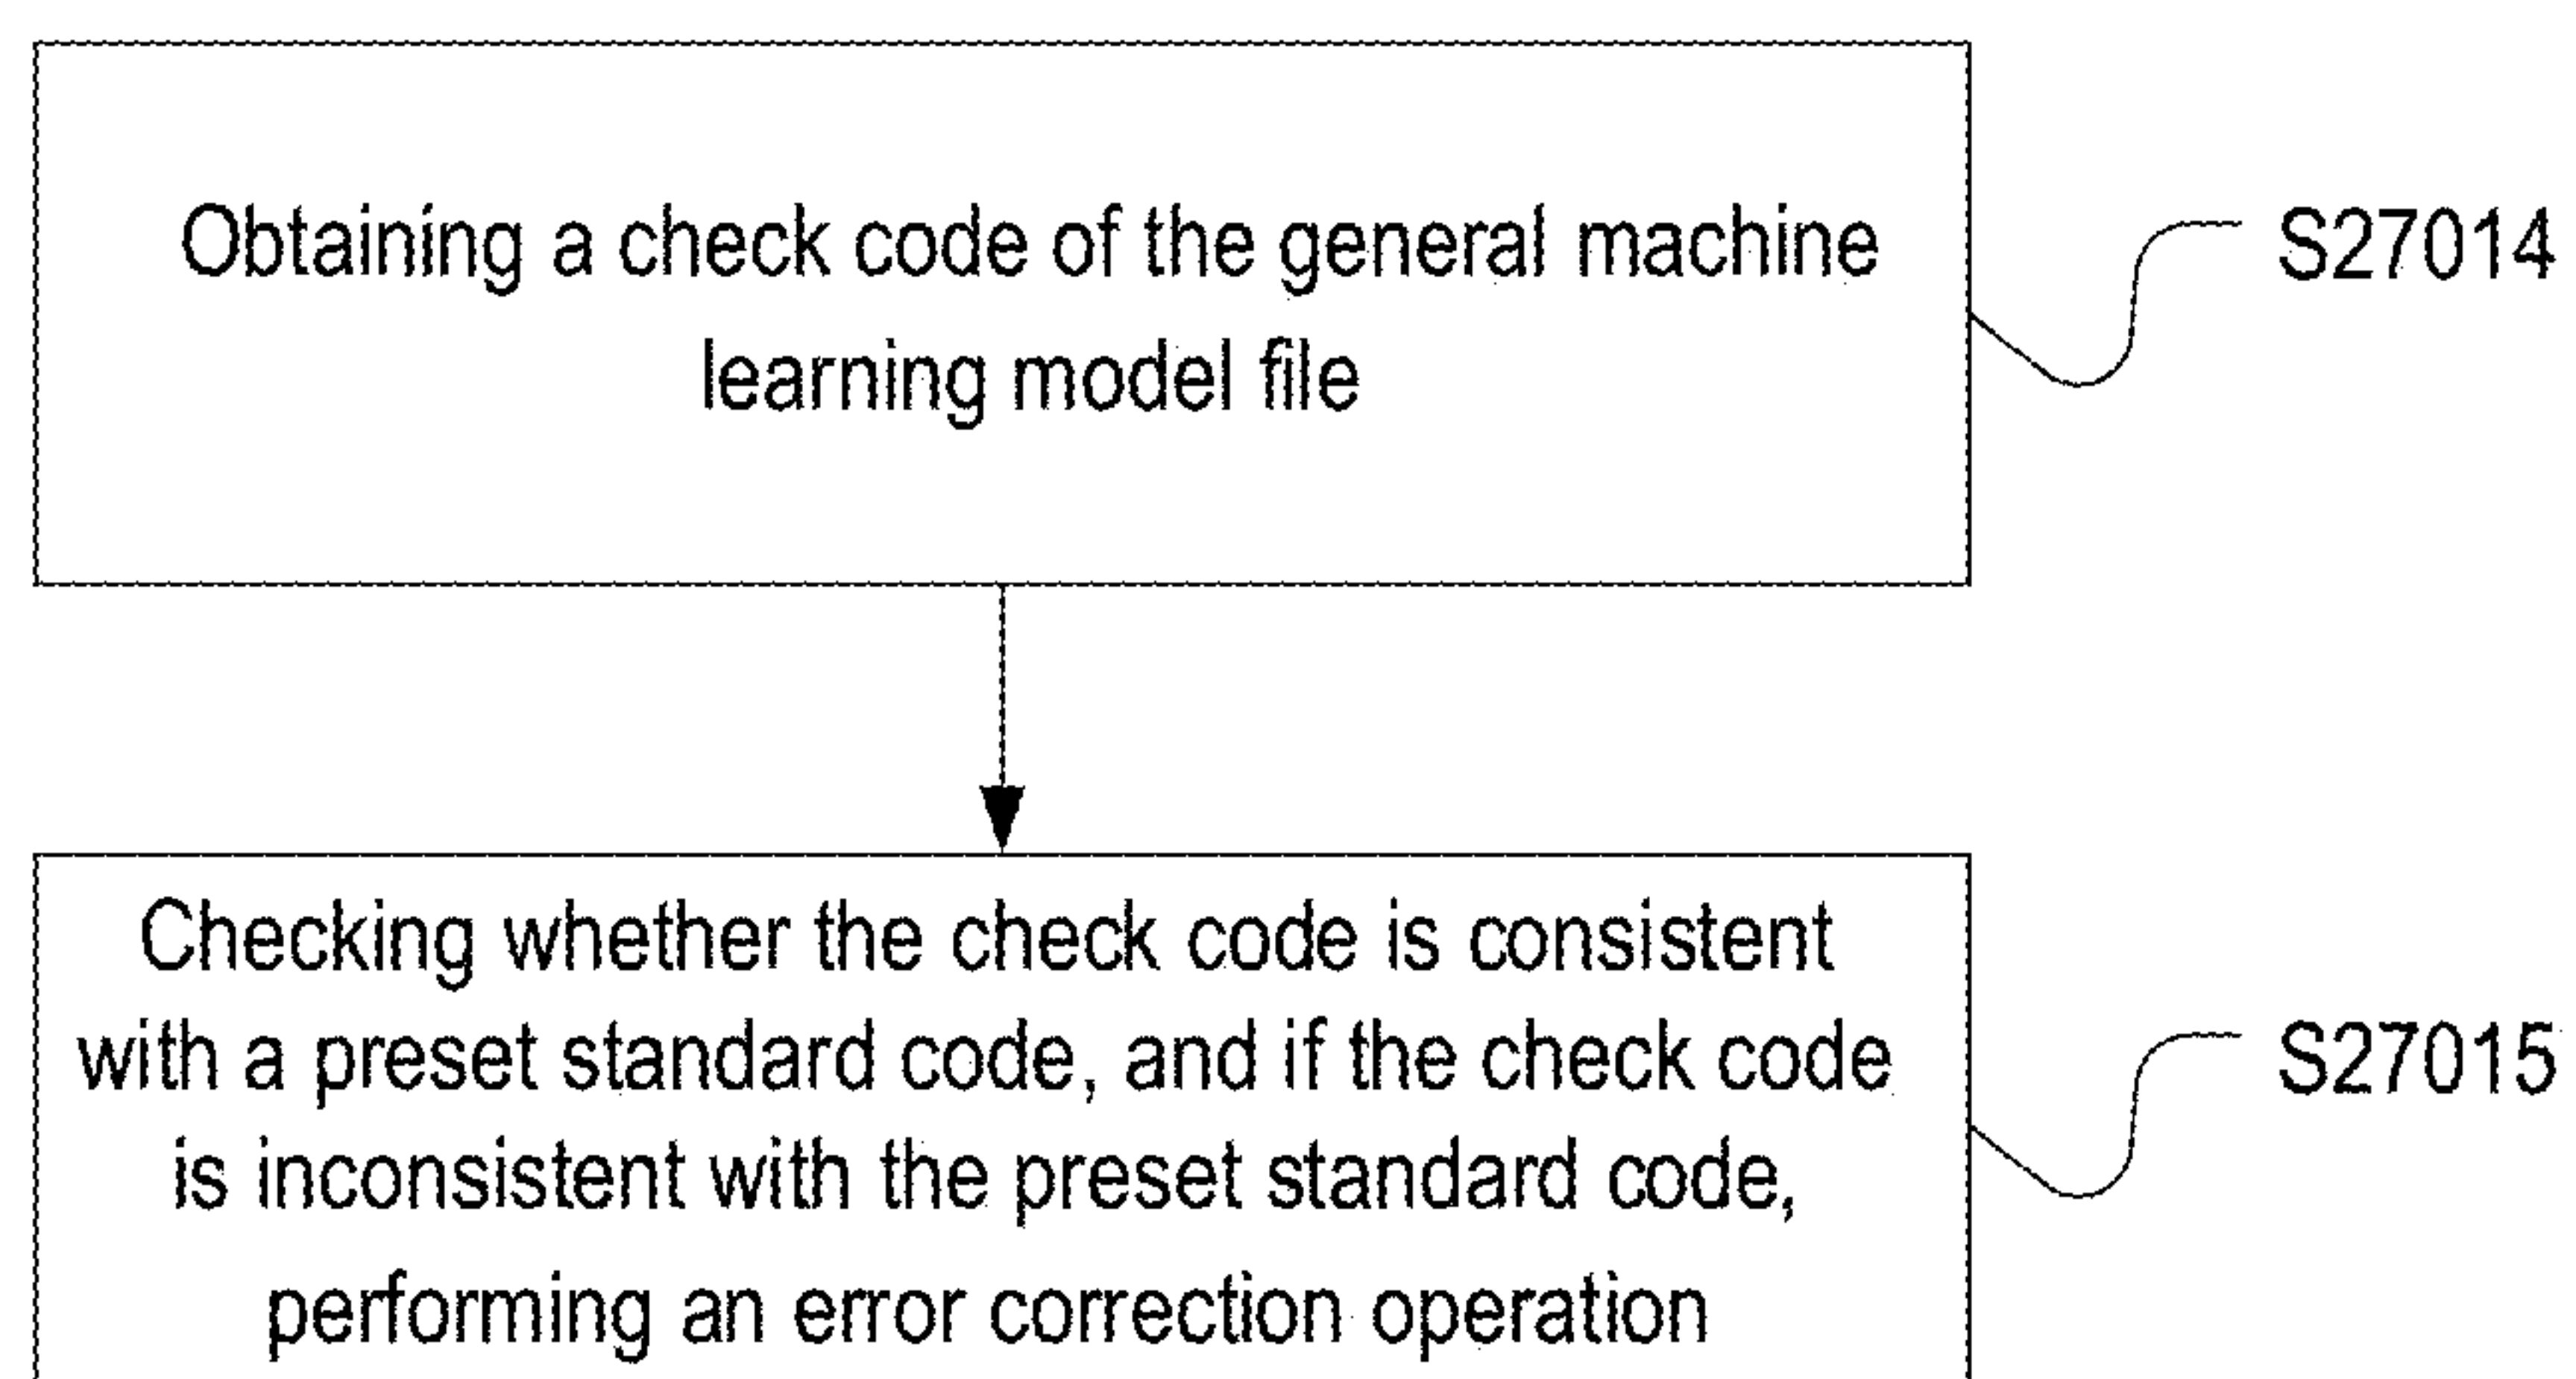 Obtaining a check code of the general machine
learning model file
S27014
Checking whether the check code is consistent
with a preset standard code, and if the check code
is inconsistent with the preset standard code,
performing an error correction operation
S27015